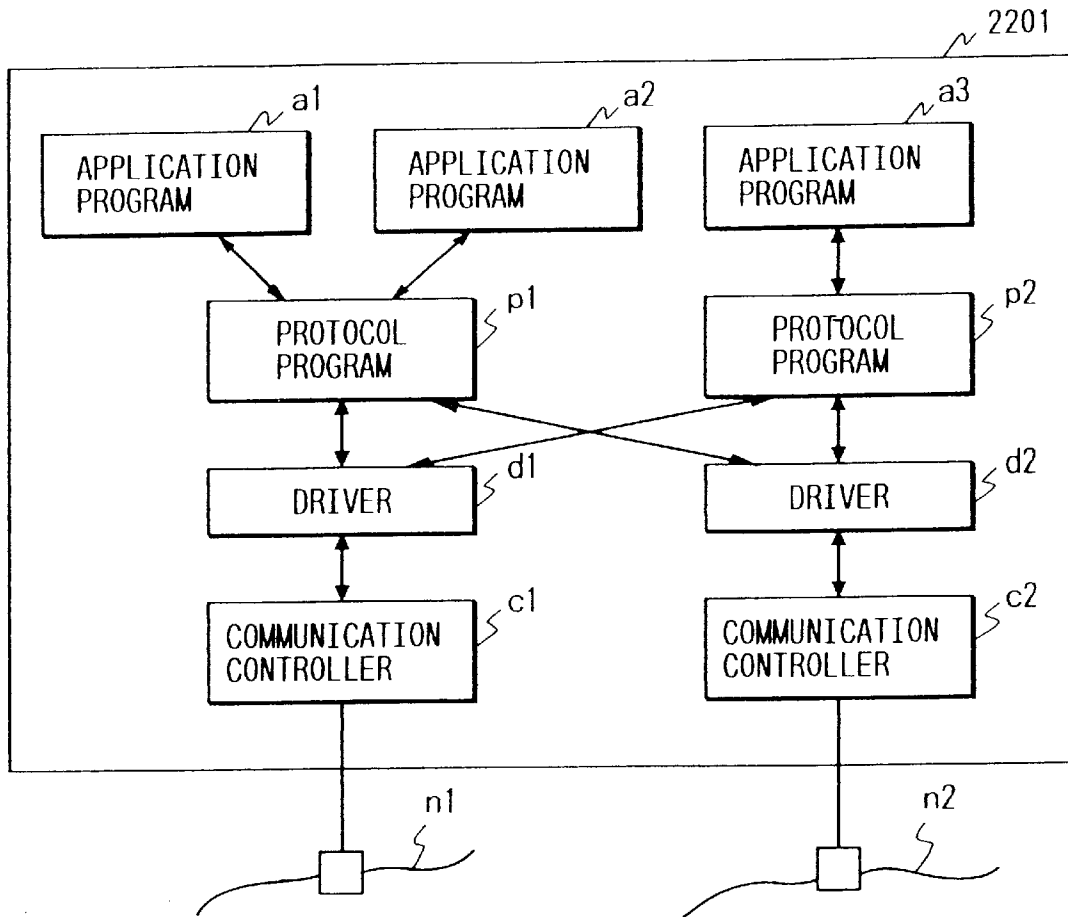 2201
a1
a2
a3
APPLICATION
PROGRAM
APPLICATION
PROGRAM
APPLICATION
PROGRAM
p1
p2
PROTOCOL
PROGRAM
PROTOCOL
PROGRAM
d1
d2
DRIVER
DRIVER
c1
c2
COMMUNICATION
CONTROLLER
COMMUNICATION
CONTROLLER
n1
n2